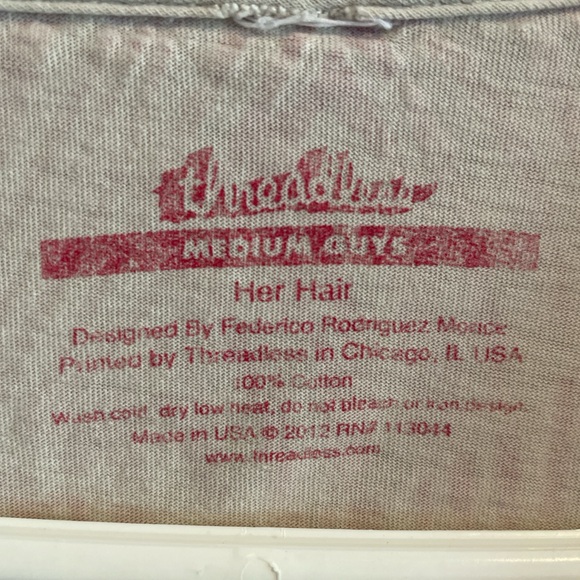 threadless
MEDIUM GUYS
Her Hair
Designed By Federico Rodriguez
Printed by Threadless in Chicago, IL USA
100% Cotton
Wash cold, dry low heat, do not bleach or iron design.
Made in USA © 2012 RN# 113044
www.threadless.com